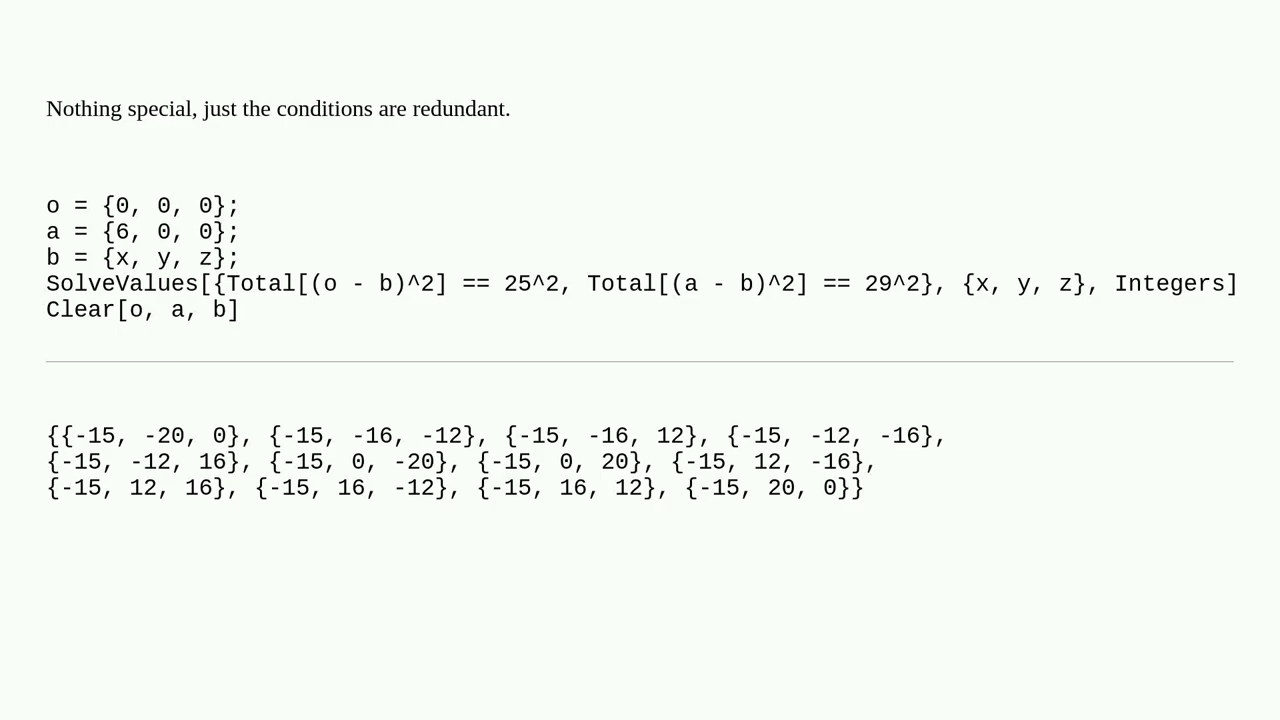 Nothing special, just the conditions are redundant.
o = {0, 0, 0};
a = {6, 0, 0};
b = {x, y, z};
SolveValues[{Total[(o - b)^2] == 25^2, Total[(a - b)^2] == 29^2}, {x, y, z}, Integers]
Clear[o, a, b]
{{-15, -20, 0}, {-15, -16, -12}, {-15, -16, 12}, {-15, -12, -16},
{-15, -12, 16}, {-15, 0, -20}, {-15, 0, 20}, {-15, 12, -16},
{-15, 12, 16}, {-15, 16, -12}, {-15, 16, 12}, {-15, 20, 0}}